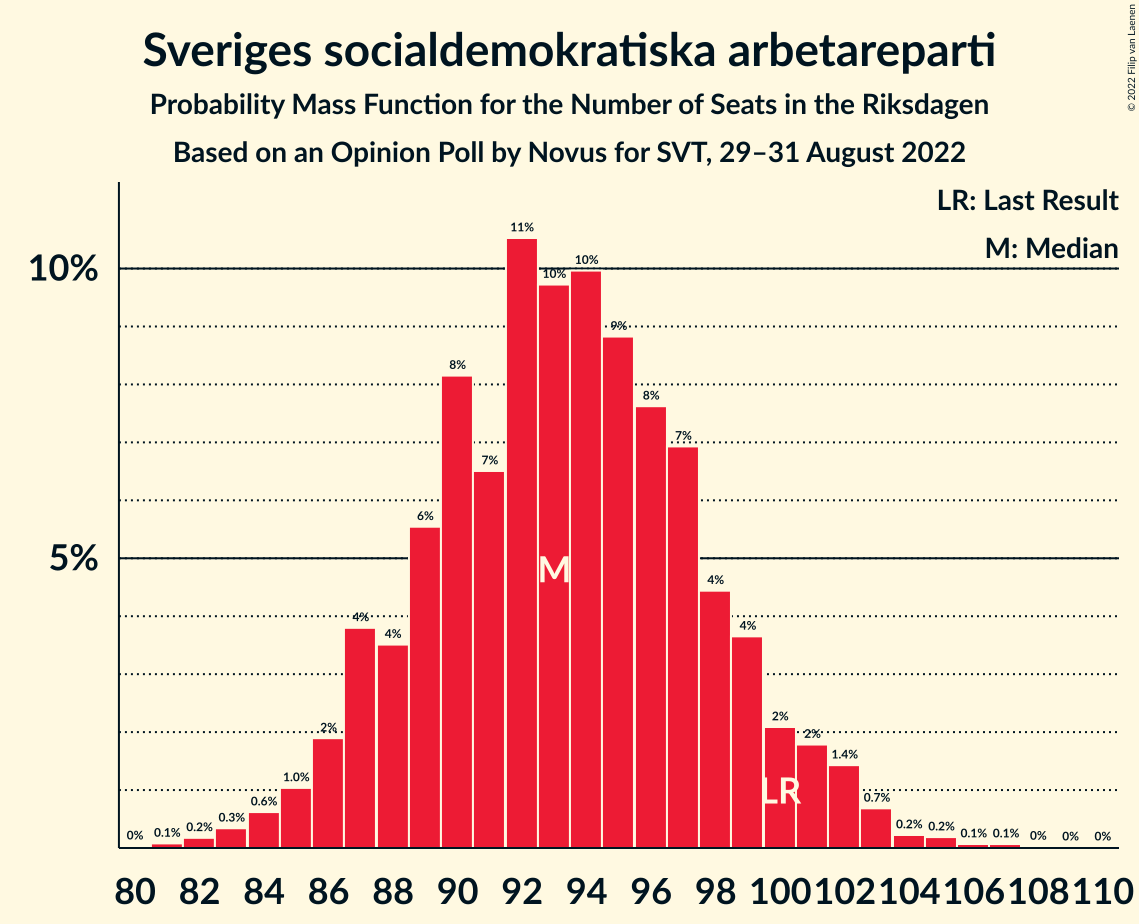 Sveriges socialdemokratiska arbetareparti
Probability Mass Function for the Number of Seats in the Riksdagen
Based on an Opinion Poll by Novus for SVT, 29–31 August 2022
© 2022 Filip van Laenen
LR: Last Result
M: Median
10%
5%
0% 0.1% 0.2% 0.3% 0.6% 1.0% 2% 4% 4% 6% 8% 7% 11% 10% 10% 9% 8% 7% 4% 4% 2% 2% 1.4% 0.7% 0.2% 0.2% 0.1% 0.1% 0% 0% 0%
M
LR
80 82 84 86 88 90 92 94 96 98 100 102 104 106 108 110